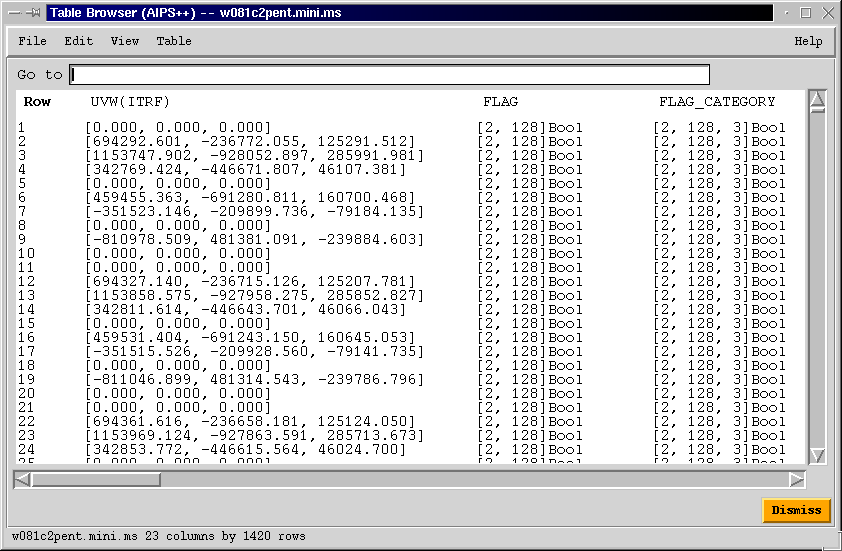 Table Browser (AIPS++) -- w081c2pent.mini.ms
File Edit View Table Help
Go to
Row UVW(ITRF) FLAG FLAG_CATEGORY
1 [0.000, 0.000, 0.000] [2, 128]Bool [2, 128, 3]Bool
2 [694292.601, -236772.055, 125291.512] [2, 128]Bool [2, 128, 3]Bool
3 [1153747.902, -928052.897, 285991.981] [2, 128]Bool [2, 128, 3]Bool
4 [342769.424, -446671.807, 46107.381] [2, 128]Bool [2, 128, 3]Bool
5 [0.000, 0.000, 0.000] [2, 128]Bool [2, 128, 3]Bool
6 [459455.363, -691280.811, 160700.468] [2, 128]Bool [2, 128, 3]Bool
7 [-351523.146, -209899.736, -79184.135] [2, 128]Bool [2, 128, 3]Bool
8 [0.000, 0.000, 0.000] [2, 128]Bool [2, 128, 3]Bool
9 [-810978.509, 481381.091, -239884.603] [2, 128]Bool [2, 128, 3]Bool
10 [0.000, 0.000, 0.000] [2, 128]Bool [2, 128, 3]Bool
11 [0.000, 0.000, 0.000] [2, 128]Bool [2, 128, 3]Bool
12 [694327.140, -236715.126, 125207.781] [2, 128]Bool [2, 128, 3]Bool
13 [1153858.575, -927958.275, 285852.827] [2, 128]Bool [2, 128, 3]Bool
14 [342811.614, -446643.701, 46066.043] [2, 128]Bool [2, 128, 3]Bool
15 [0.000, 0.000, 0.000] [2, 128]Bool [2, 128, 3]Bool
16 [459531.404, -691243.150, 160645.053] [2, 128]Bool [2, 128, 3]Bool
17 [-351515.526, -209928.560, -79141.735] [2, 128]Bool [2, 128, 3]Bool
18 [0.000, 0.000, 0.000] [2, 128]Bool [2, 128, 3]Bool
19 [-811046.899, 481314.543, -239786.796] [2, 128]Bool [2, 128, 3]Bool
20 [0.000, 0.000, 0.000] [2, 128]Bool [2, 128, 3]Bool
21 [0.000, 0.000, 0.000] [2, 128]Bool [2, 128, 3]Bool
22 [694361.616, -236658.181, 125124.050] [2, 128]Bool [2, 128, 3]Bool
23 [1153969.124, -927863.591, 285713.673] [2, 128]Bool [2, 128, 3]Bool
24 [342853.772, -446615.564, 46024.700] [2, 128]Bool [2, 128, 3]Bool
25 [0.000, 0.000, 0.000] [2, 128]Bool [2, 128, 3]Bool
Dismiss
w081c2pent.mini.ms 23 columns by 1420 rows